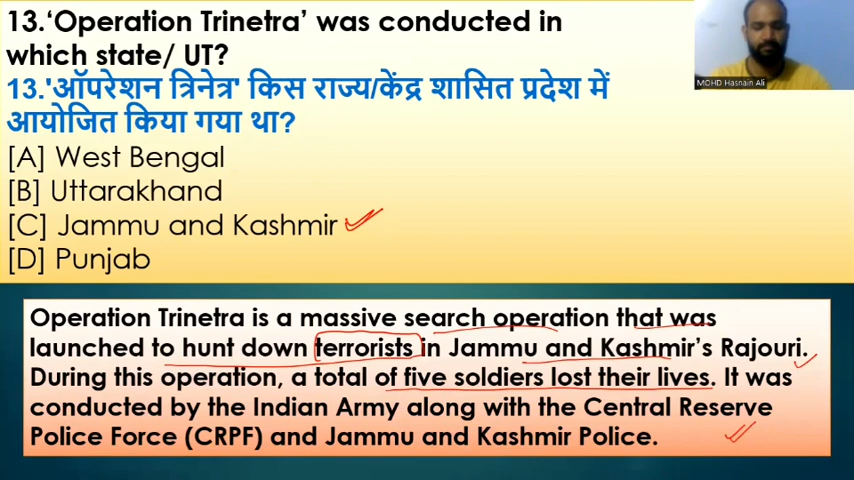 13.‘Operation Trinetra’ was conducted in
which state/ UT?
13.'ऑपरेशन त्रिनेत्र' किस राज्य/केंद्र शासित प्रदेश में
आयोजित किया गया था?
[A] West Bengal
[B] Uttarakhand
[C] Jammu and Kashmir
[D] Punjab
MOHD Hasnain Ali
Operation Trinetra is a massive search operation that was
launched to hunt down terrorists in Jammu and Kashmir’s Rajouri.
During this operation, a total of five soldiers lost their lives. It was
conducted by the Indian Army along with the Central Reserve
Police Force (CRPF) and Jammu and Kashmir Police.